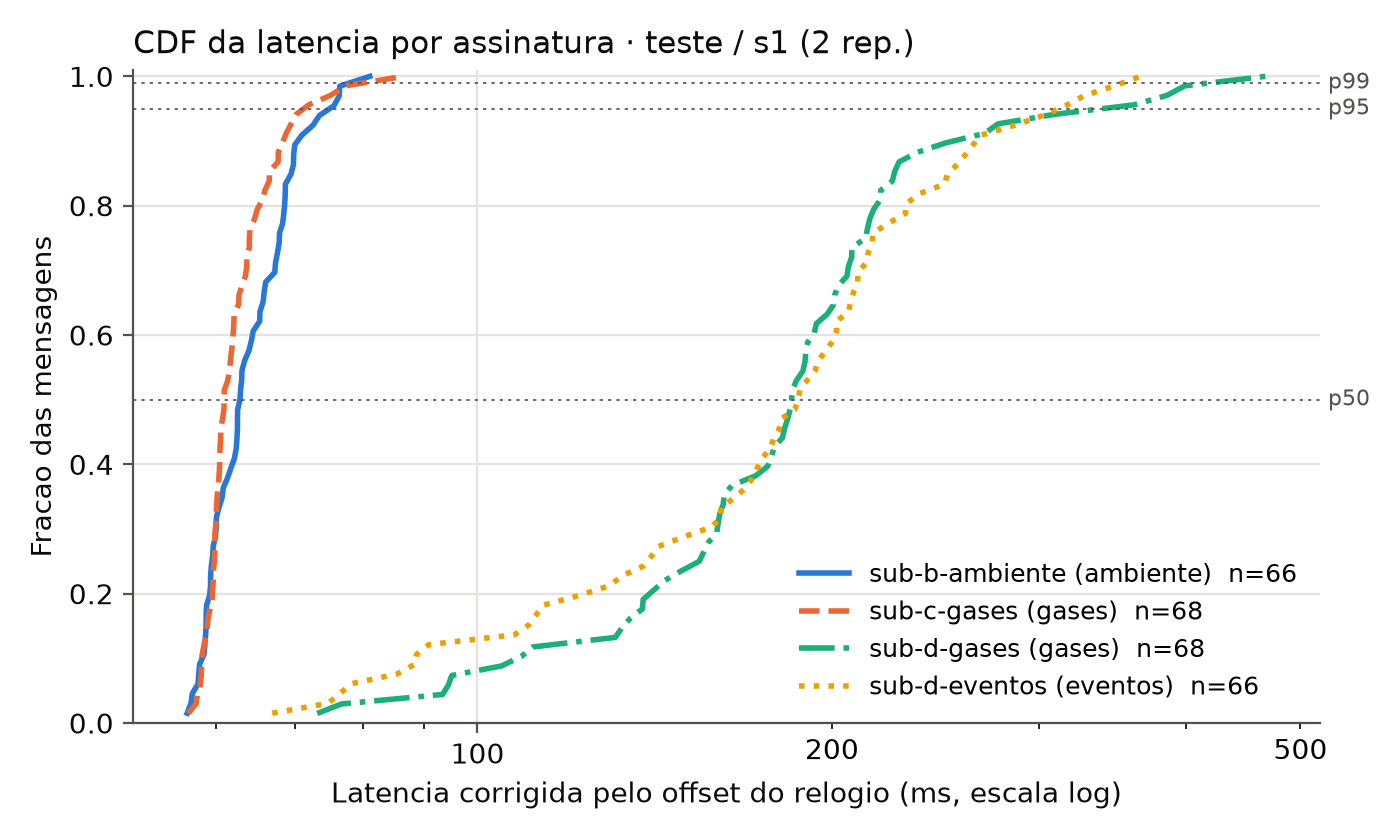 CDF da latencia por assinatura · teste / s1 (2 rep.)
1.0
p99
p95
0.8
0.6
p50
0.4
0.2
0.0
Fracao das mensagens
sub-b-ambiente (ambiente)  n=66
sub-c-gases (gases)  n=68
sub-d-gases (gases)  n=68
sub-d-eventos (eventos)  n=66
100
200
500
Latencia corrigida pelo offset do relogio (ms, escala log)